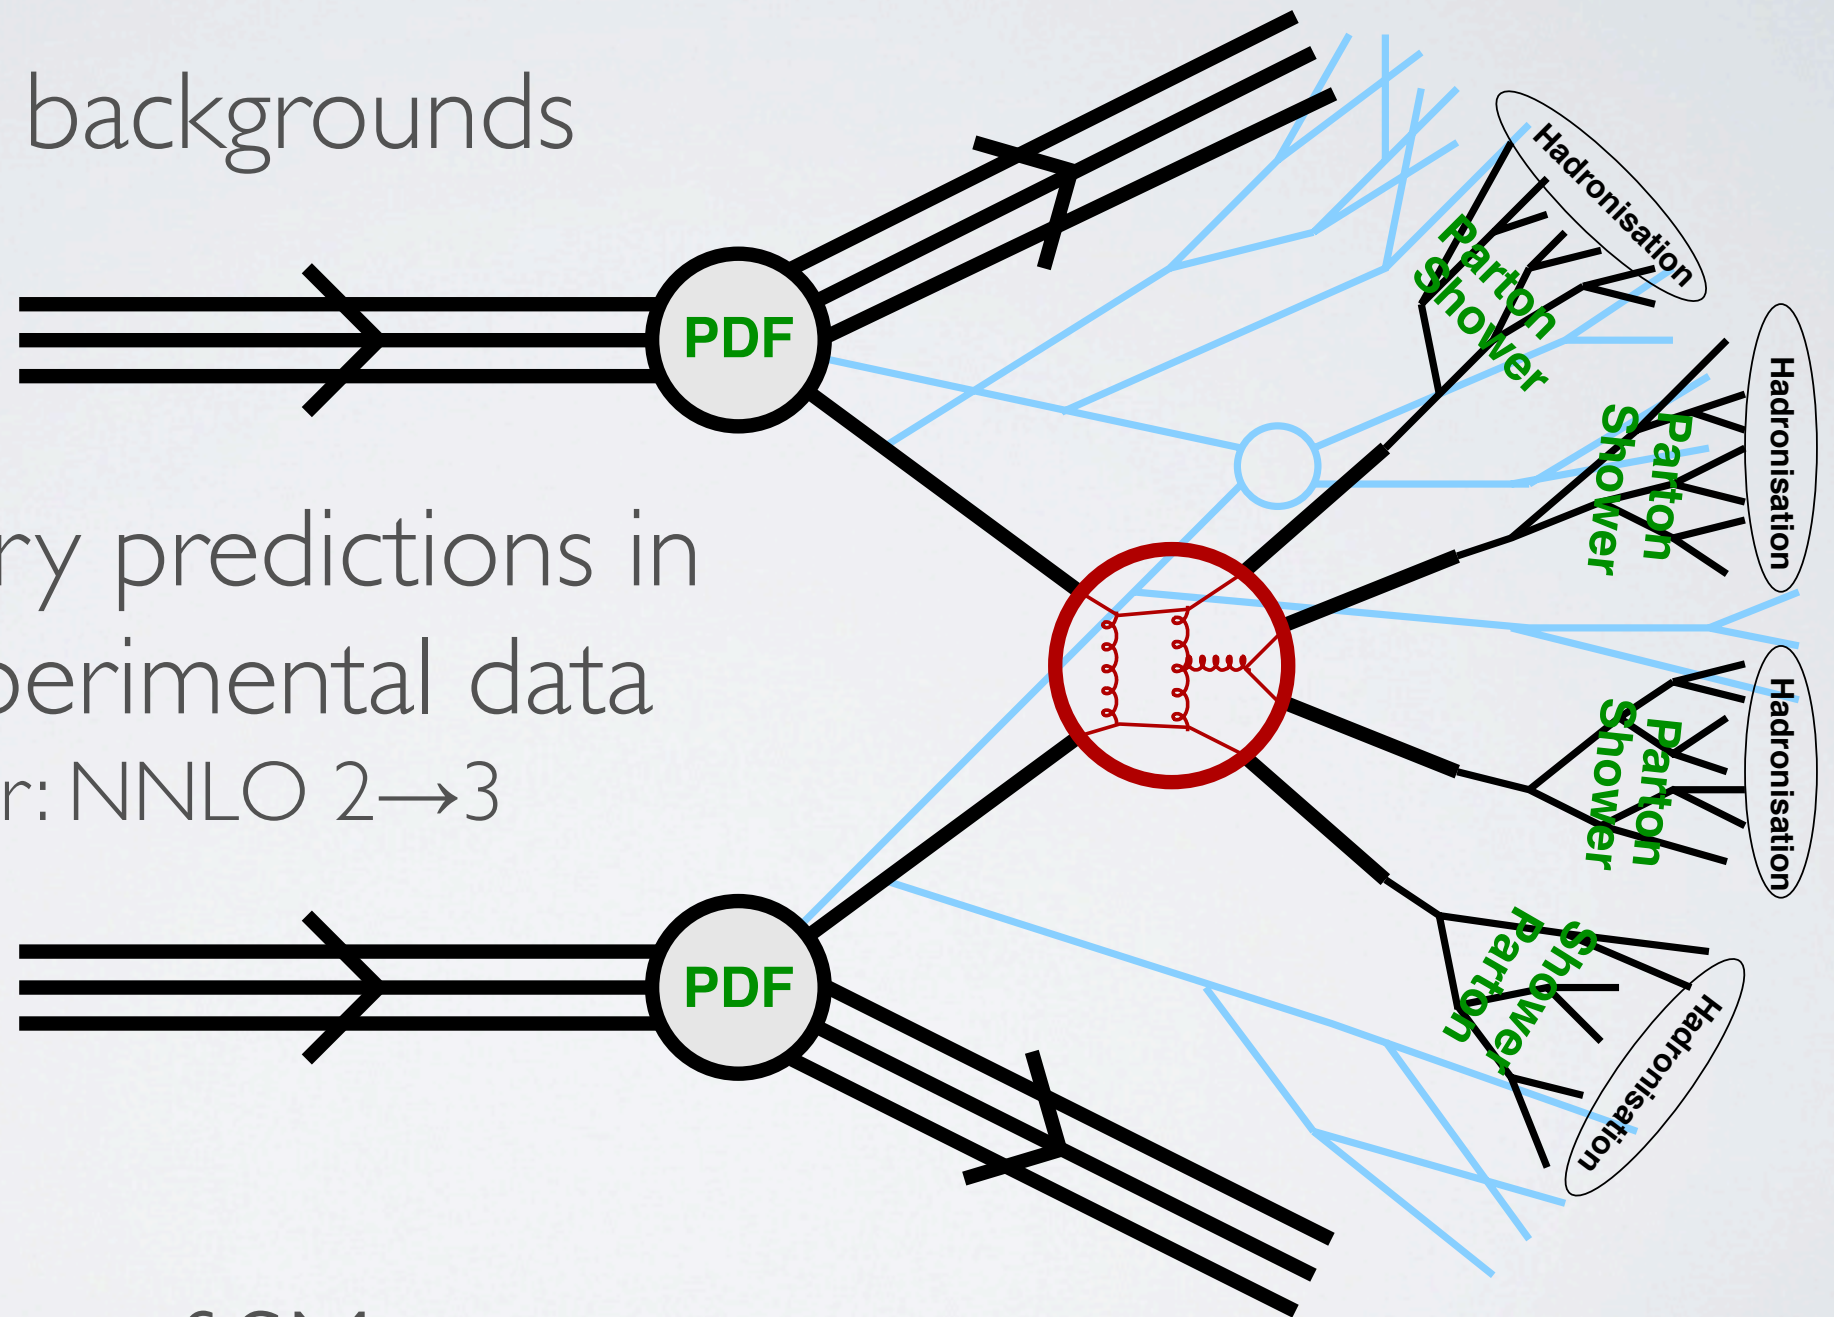 backgrounds
PDF
ry predictions in
perimental data
r: NNLO 2→3
PDF
Parton
Shower
Hadronisation
Parton
Shower
Hadronisation
Parton
Shower
Hadronisation
Parton
Shower
Hadronisation